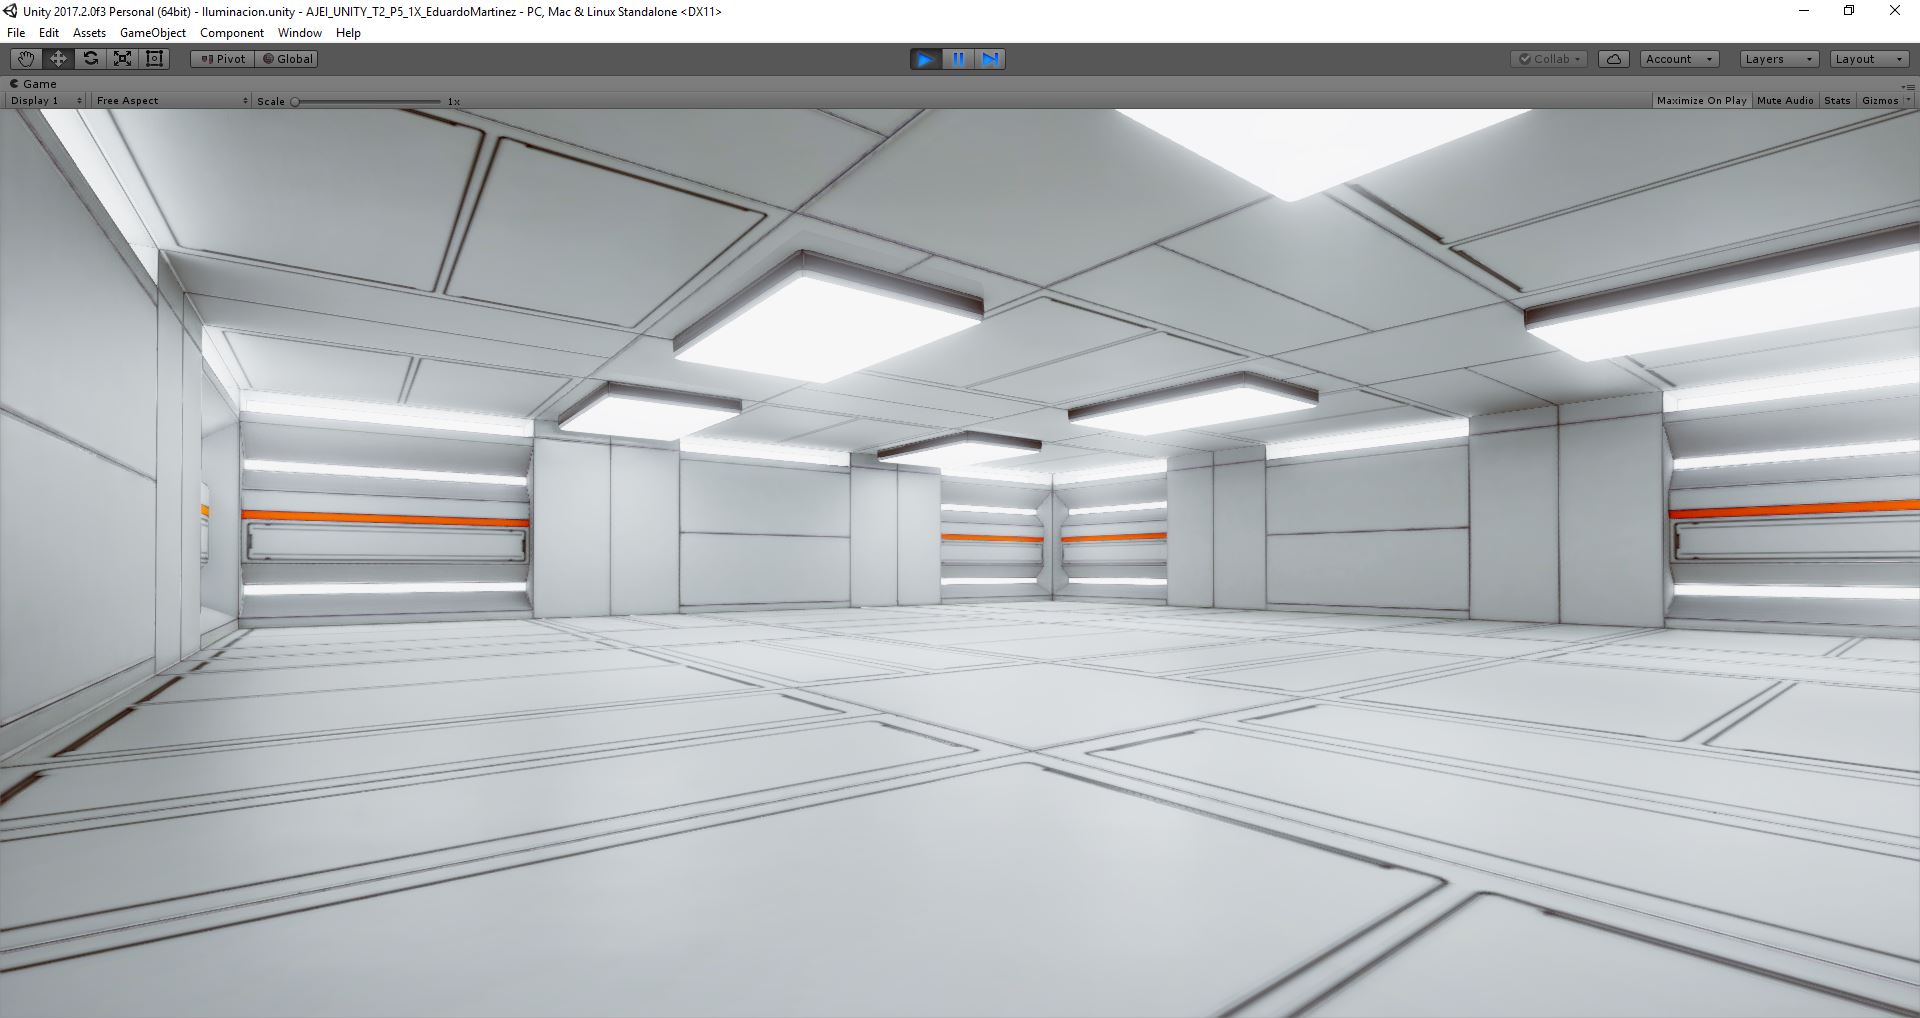 Unity 2017.2.0f3 Personal (64bit) - Iluminacion.unity - AJEI_UNITY_T2_P5_1X_EduardoMartinez - PC, Mac & Linux Standalone <DX11>
File Edit Assets GameObject Component Window Help
Pivot Global Collab Account Layers Layout
Game
Display 1 Free Aspect Scale 1x Maximize On Play Mute Audio Stats Gizmos